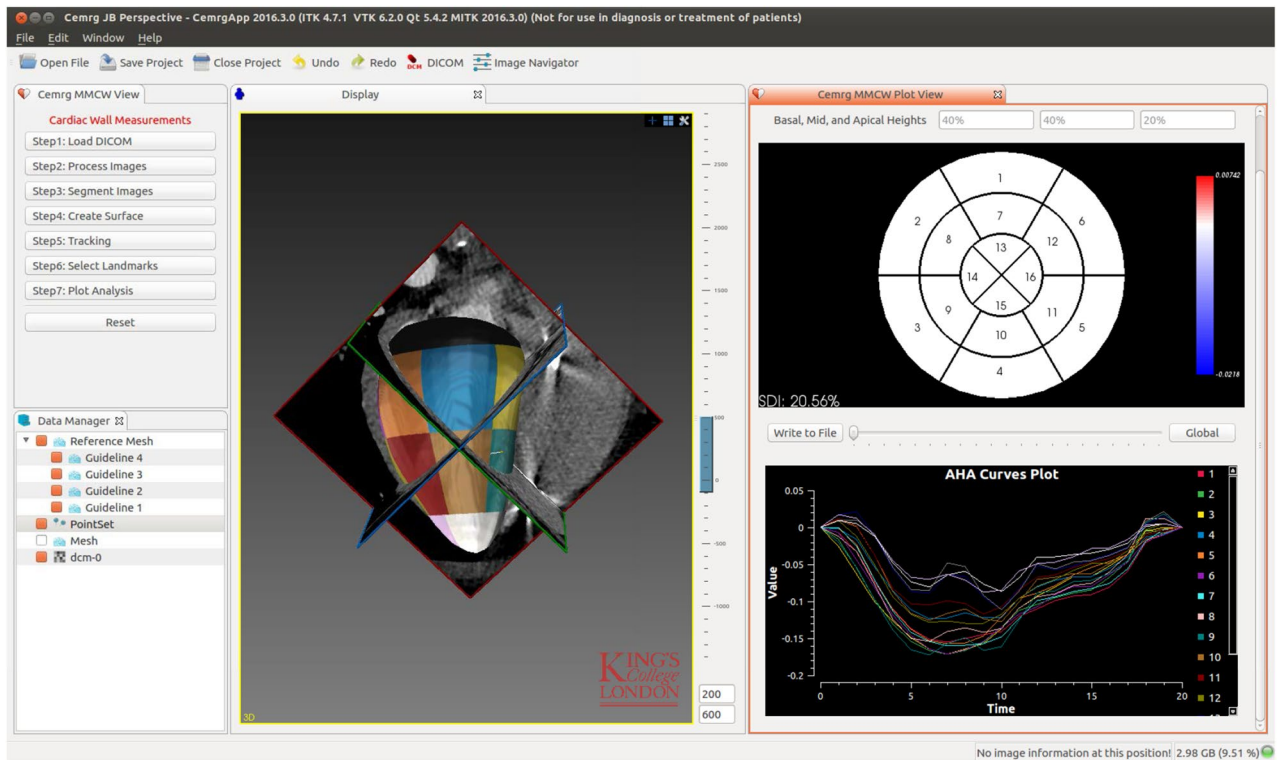 Cemrg JB Perspective - CemrgApp 2016.3.0 (ITK 4.7.1 VTK 6.2.0 Qt 5.4.2 MITK 2016.3.0) (Not for use in diagnosis or treatment of patients)
File Edit Window Help
Open File Save Project Close Project Undo Redo DCM DICOM Image Navigator
Cemrg MMCW View
Cardiac Wall Measurements
Step1: Load DICOM
Step2: Process Images
Step3: Segment Images
Step4: Create Surface
Step5: Tracking
Step6: Select Landmarks
Step7: Plot Analysis
Reset
Data Manager
Reference Mesh
Guideline 4
Guideline 3
Guideline 2
Guideline 1
PointSet
Mesh
dcm-0
Display
KING'S
College
LONDON
3D
2500
2000
1500
1000
500
0
-500
-1000
200
600
Cemrg MMCW Plot View
Basal, Mid, and Apical Heights 40% 40% 20%
1
2 7 6
8 13 12
14 16
9 15 11
3 10 5
4
0.00742
-0.0218
SDI: 20.56%
Write to File Global
AHA Curves Plot
Value
0.05
0
-0.05
-0.1
-0.15
-0.2
0 5 10 15 20
Time
1
2
3
4
5
6
7
8
9
10
11
12
No image information at this position! 2.98 GB (9.51 %)